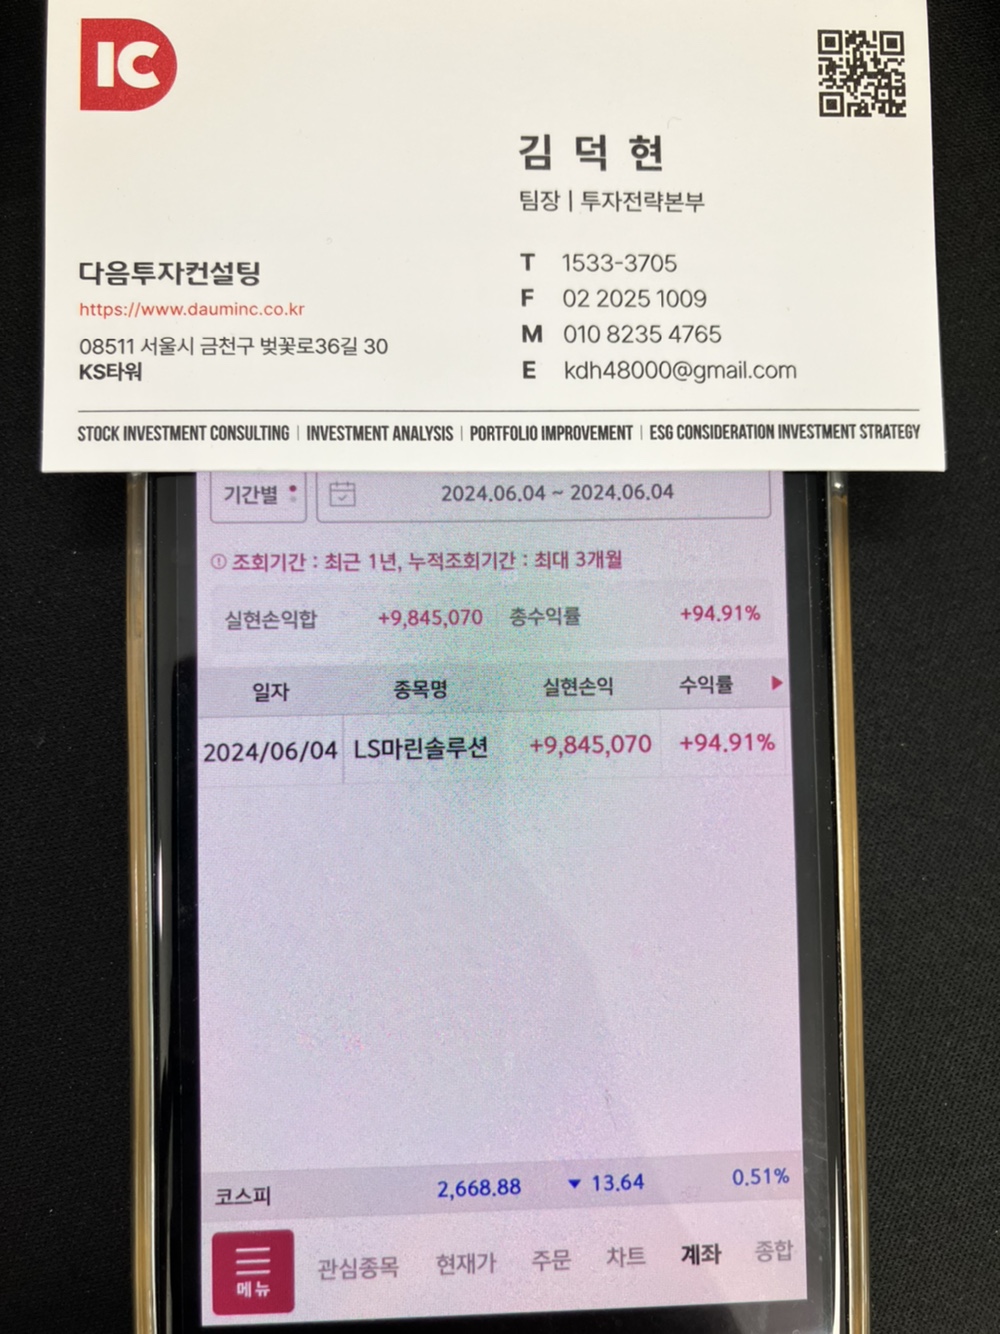 IC
김덕현
팀장 | 투자전략본부
다음투자컨설팅
https://www.dauminc.co.kr
08511 서울시 금천구 벚꽃로36길 30
KS타워
T 1533-3705
F 02 2025 1009
M 010 8235 4765
E kdh48000@gmail.com
STOCK INVESTMENT CONSULTING | INVESTMENT ANALYSIS | PORTFOLIO IMPROVEMENT | ESG CONSIDERATION INVESTMENT STRATEGY
기간별 2024.06.04 ~ 2024.06.04
조회기간 : 최근 1년, 누적조회기간 : 최대 3개월
실현손익합 +9,845,070 총수익률 +94.91%
일자 종목명 실현손익 수익률 ▶
2024/06/04 LS마린솔루션 +9,845,070 +94.91%
코스피 2,668.88 ▼ 13.64 0.51%
메뉴 관심종목 현재가 주문 차트 계좌 종합